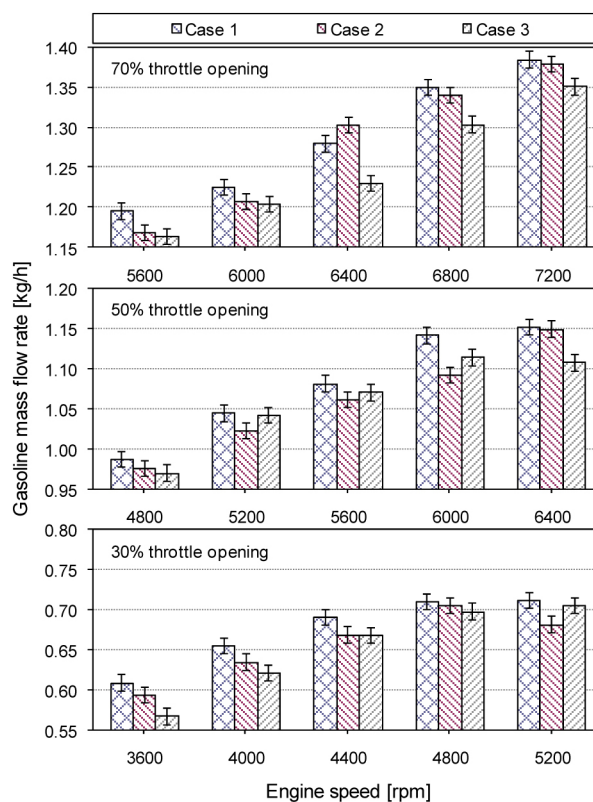 Case 1 Case 2 Case 3
70% throttle opening
1.40
1.35
1.30
1.25
1.20
1.15
5600 6000 6400 6800 7200
50% throttle opening
1.20
1.15
1.10
1.05
1.00
0.95
4800 5200 5600 6000 6400
30% throttle opening
0.80
0.75
0.70
0.65
0.60
0.55
3600 4000 4400 4800 5200
Gasoline mass flow rate [kg/h]
Engine speed [rpm]